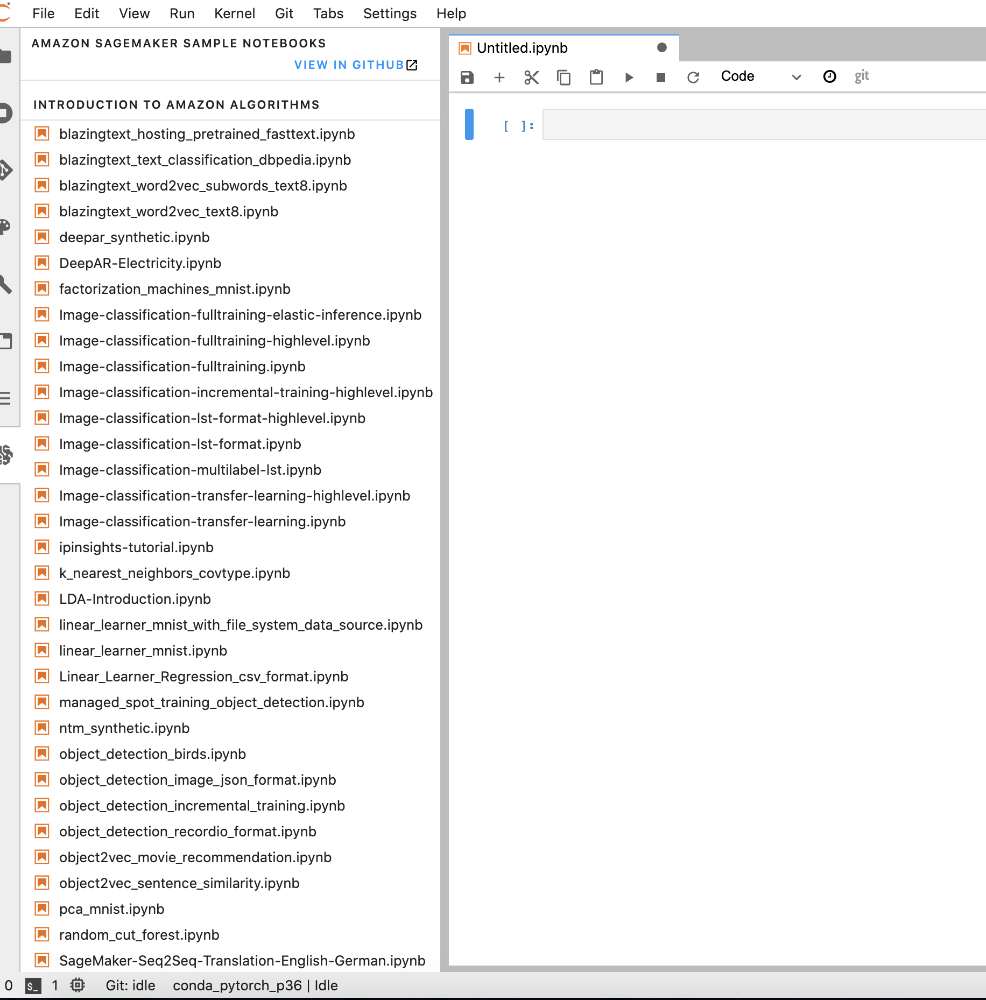 File Edit View Run Kernel Git Tabs Settings Help
AMAZON SAGEMAKER SAMPLE NOTEBOOKS
VIEW IN GITHUB
INTRODUCTION TO AMAZON ALGORITHMS
blazingtext_hosting_pretrained_fasttext.ipynb
blazingtext_text_classification_dbpedia.ipynb
blazingtext_word2vec_subwords_text8.ipynb
blazingtext_word2vec_text8.ipynb
deepar_synthetic.ipynb
DeepAR-Electricity.ipynb
factorization_machines_mnist.ipynb
Image-classification-fulltraining-elastic-inference.ipynb
Image-classification-fulltraining-highlevel.ipynb
Image-classification-fulltraining.ipynb
Image-classification-incremental-training-highlevel.ipynb
Image-classification-lst-format-highlevel.ipynb
Image-classification-lst-format.ipynb
Image-classification-multilabel-lst.ipynb
Image-classification-transfer-learning-highlevel.ipynb
Image-classification-transfer-learning.ipynb
ipinsights-tutorial.ipynb
k_nearest_neighbors_covtype.ipynb
LDA-Introduction.ipynb
linear_learner_mnist_with_file_system_data_source.ipynb
linear_learner_mnist.ipynb
Linear_Learner_Regression_csv_format.ipynb
managed_spot_training_object_detection.ipynb
ntm_synthetic.ipynb
object_detection_birds.ipynb
object_detection_image_json_format.ipynb
object_detection_incremental_training.ipynb
object_detection_recordio_format.ipynb
object2vec_movie_recommendation.ipynb
object2vec_sentence_similarity.ipynb
pca_mnist.ipynb
random_cut_forest.ipynb
SageMaker-Seq2Seq-Translation-English-German.ipynb
Untitled.ipynb
Code git
[ ]:
0 $_ 1 Git: idle conda_pytorch_p36 | Idle